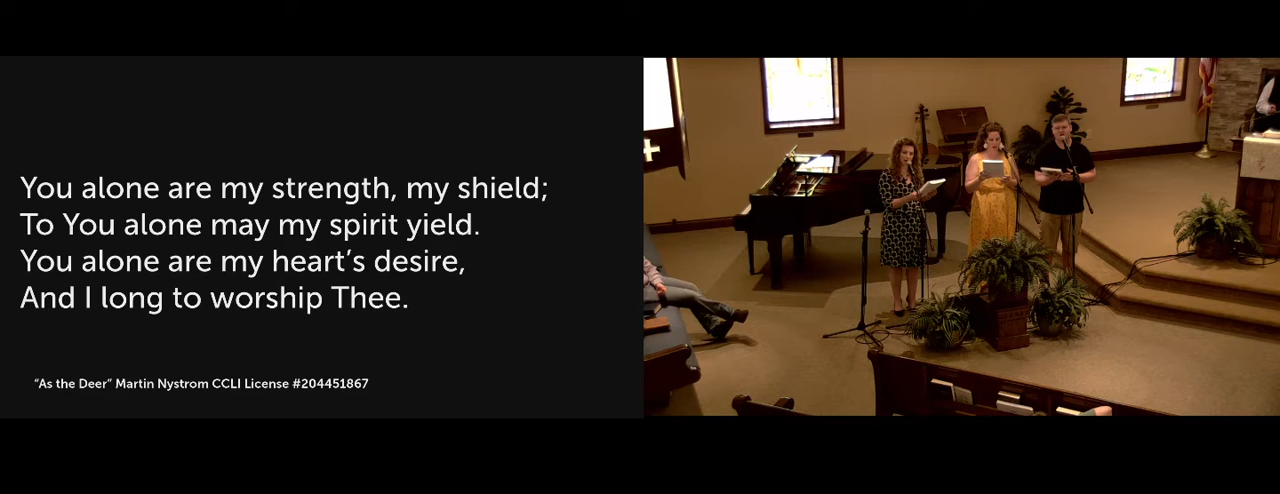 You alone are my strength, my shield;
To You alone may my spirit yield.
You alone are my heart’s desire,
And I long to worship Thee.
“As the Deer” Martin Nystrom CCLI License #204451867